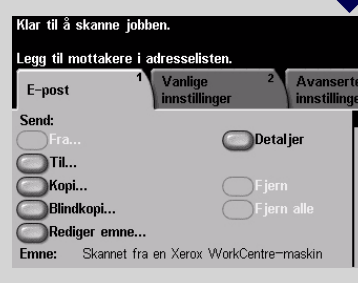 Klar til å skanne jobben.
Legg til mottakere i adresselisten.
E-post 1
Vanlige innstillinger 2
Avanserte innstillinge
Send:
Fra...
Detaljer
Til...
Kopi...
Fjern
Blindkopi...
Fjern alle
Rediger emne...
Emne: Skannet fra en Xerox WorkCentre-maskin